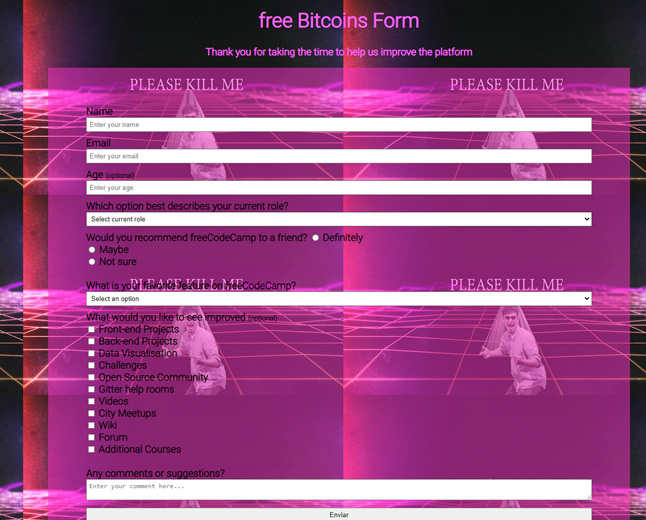 free Bitcoins Form
Thank you for taking the time to help us improve the platform
PLEASE KILL ME PLEASE KILL ME
Name
Enter your name
Email
Enter your email
Age (optional)
Enter your age
Which option best describes your current role?
Select current role
Would you recommend freeCodeCamp to a friend? Definitely
Maybe
Not sure
PLEASE KILL ME PLEASE KILL ME
What is your favorite feature on freeCodeCamp?
Select an option
What would you like to see improved (optional)
Front-end Projects
Back-end Projects
Data Visualisation
Challenges
Open Source Community
Gitter help rooms
Videos
City Meetups
Wiki
Forum
Additional Courses
Any comments or suggestions?
Enter your comment here...
Enviar